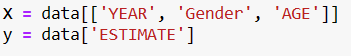 X = data[['YEAR', 'Gender', 'AGE']]
y = data['ESTIMATE']